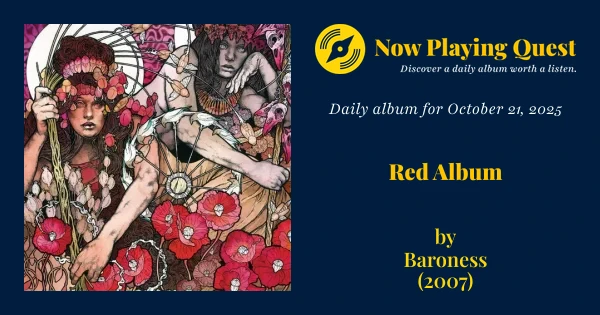 Now Playing Quest
Discover a daily album worth a listen.
Daily album for October 21, 2025
Red Album
by
Baroness
(2007)